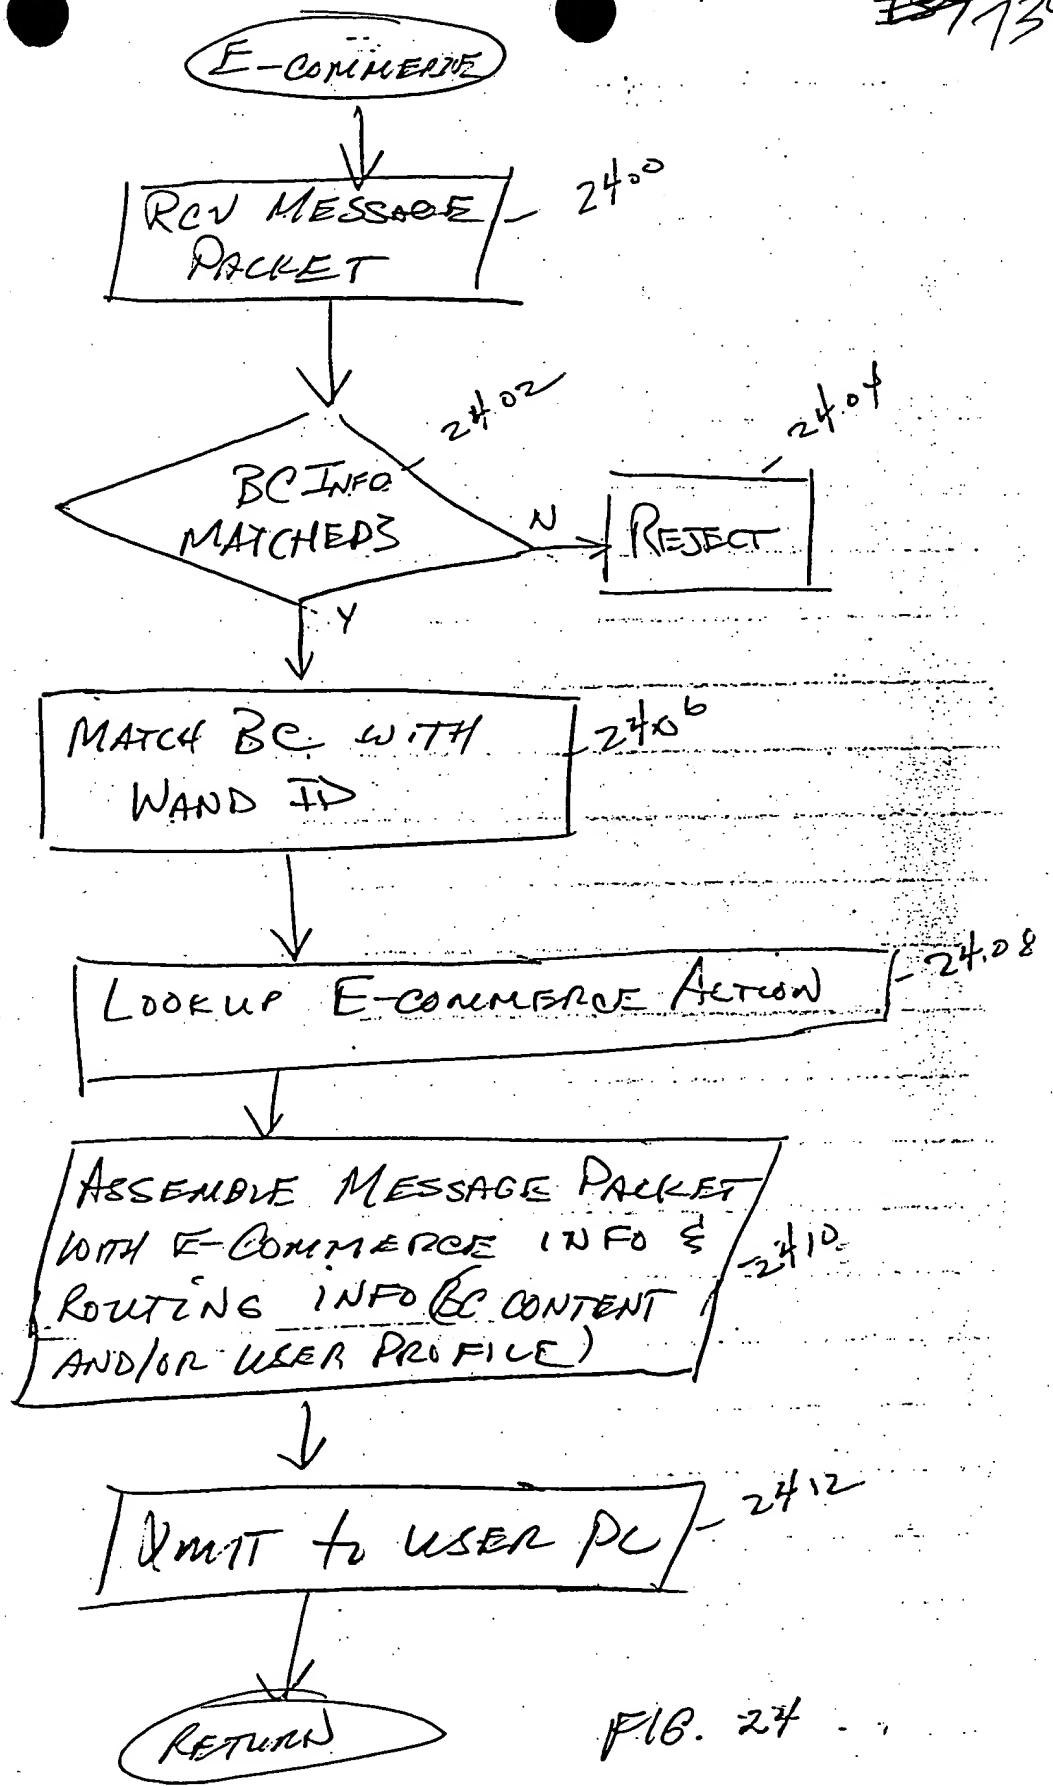 E-COMMERCE
RCV MESSAGE
PACKET
2400
BC INFO
MATCHED?
2402
N
REJECT
2404
Y
MATCH BC WITH
WAND ID
2406
LOOKUP E-COMMERCE ACTION
2408
ASSEMBLE MESSAGE PACKET
WITH E-COMMERCE INFO &
ROUTING INFO (BC CONTENT
AND/OR USER PROFILE)
2410
XMIT to USER PC
2412
RETURN
FIG. 24